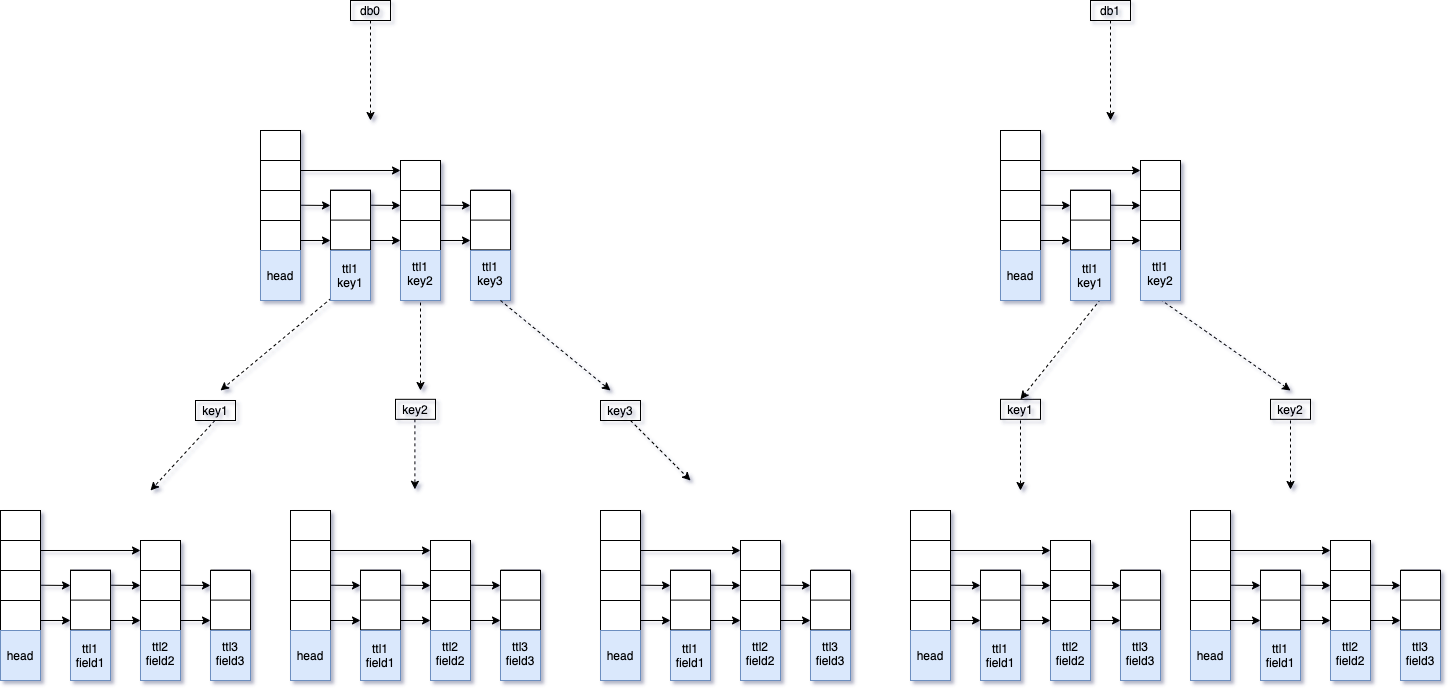 db0
db1
head
ttl1
key1
ttl1
key2
ttl1
key3
head
ttl1
key1
ttl1
key2
key1
key2
key3
key1
key2
head
ttl1
field1
ttl2
field2
ttl3
field3
head
ttl1
field1
ttl2
field2
ttl3
field3
head
ttl1
field1
ttl2
field2
ttl3
field3
head
ttl1
field1
ttl2
field2
ttl3
field3
head
ttl1
field1
ttl2
field2
ttl3
field3